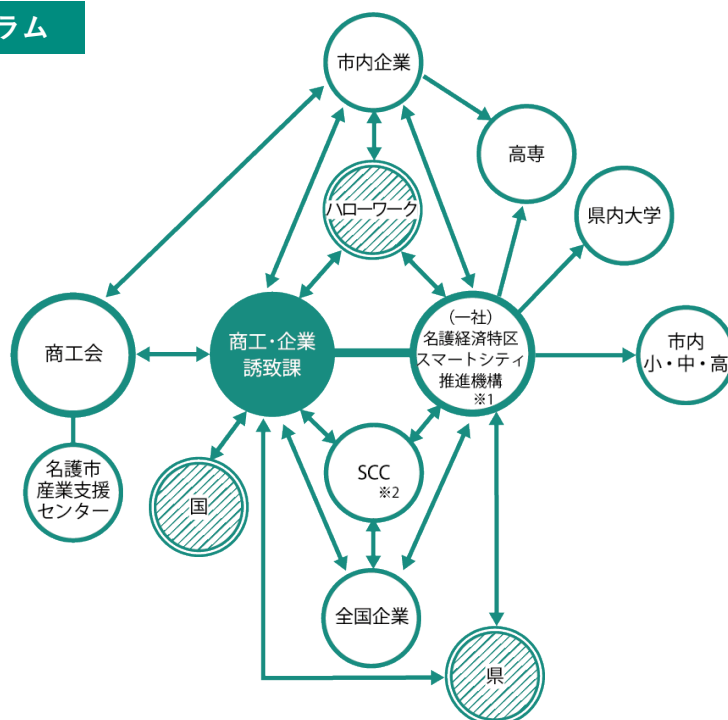 ラム
市内企業
高専
ハローワーク
県内大学
商工会
商工・企業
誘致課
（一社）
名護経済特区
スマートシティ
推進機構
※1
市内
小・中・高
名護市
産業支援
センター
国
SCC
※2
全国企業
県